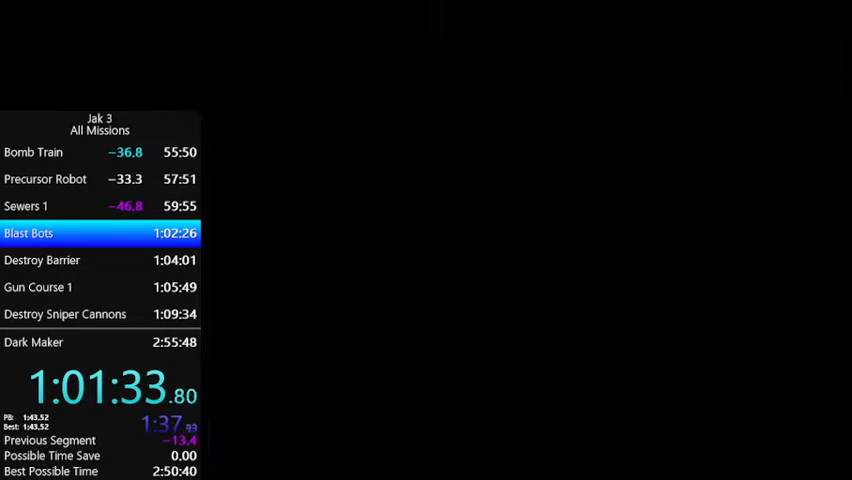 Jak 3
All Missions
Bomb Train −36.8 55:50
Precursor Robot −33.3 57:51
Sewers 1 −46.8 59:55
Blast Bots 1:02:26
Destroy Barrier 1:04:01
Gun Course 1 1:05:49
Destroy Sniper Cannons 1:09:34
Dark Maker 2:55:48
1:01:33.80
PB: 1:43.52
Best: 1:43.52
1:37.93
Previous Segment −13.4
Possible Time Save 0.00
Best Possible Time 2:50:40